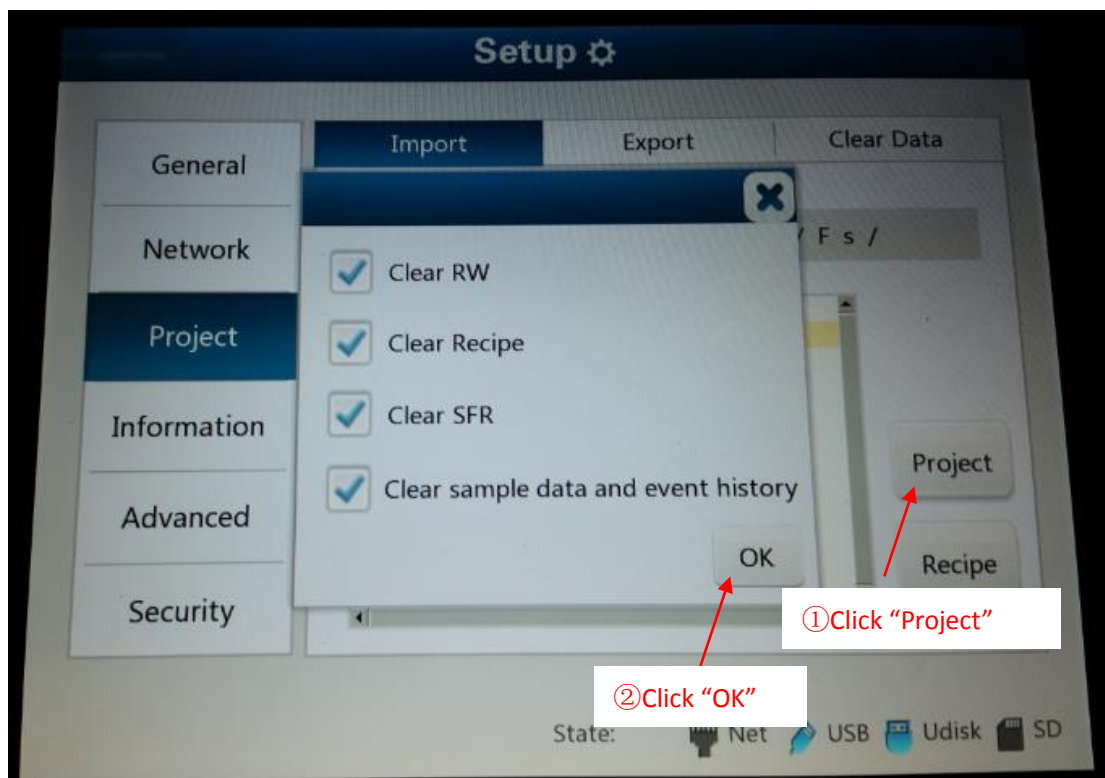 Setup
Import Export Clear Data
General
Network
Project
Information
Advanced
Security
/ F s /
Clear RW
Clear Recipe
Clear SFR
Clear sample data and event history
OK
Project
Recipe
①Click “Project”
②Click “OK”
State: Net USB Udisk SD